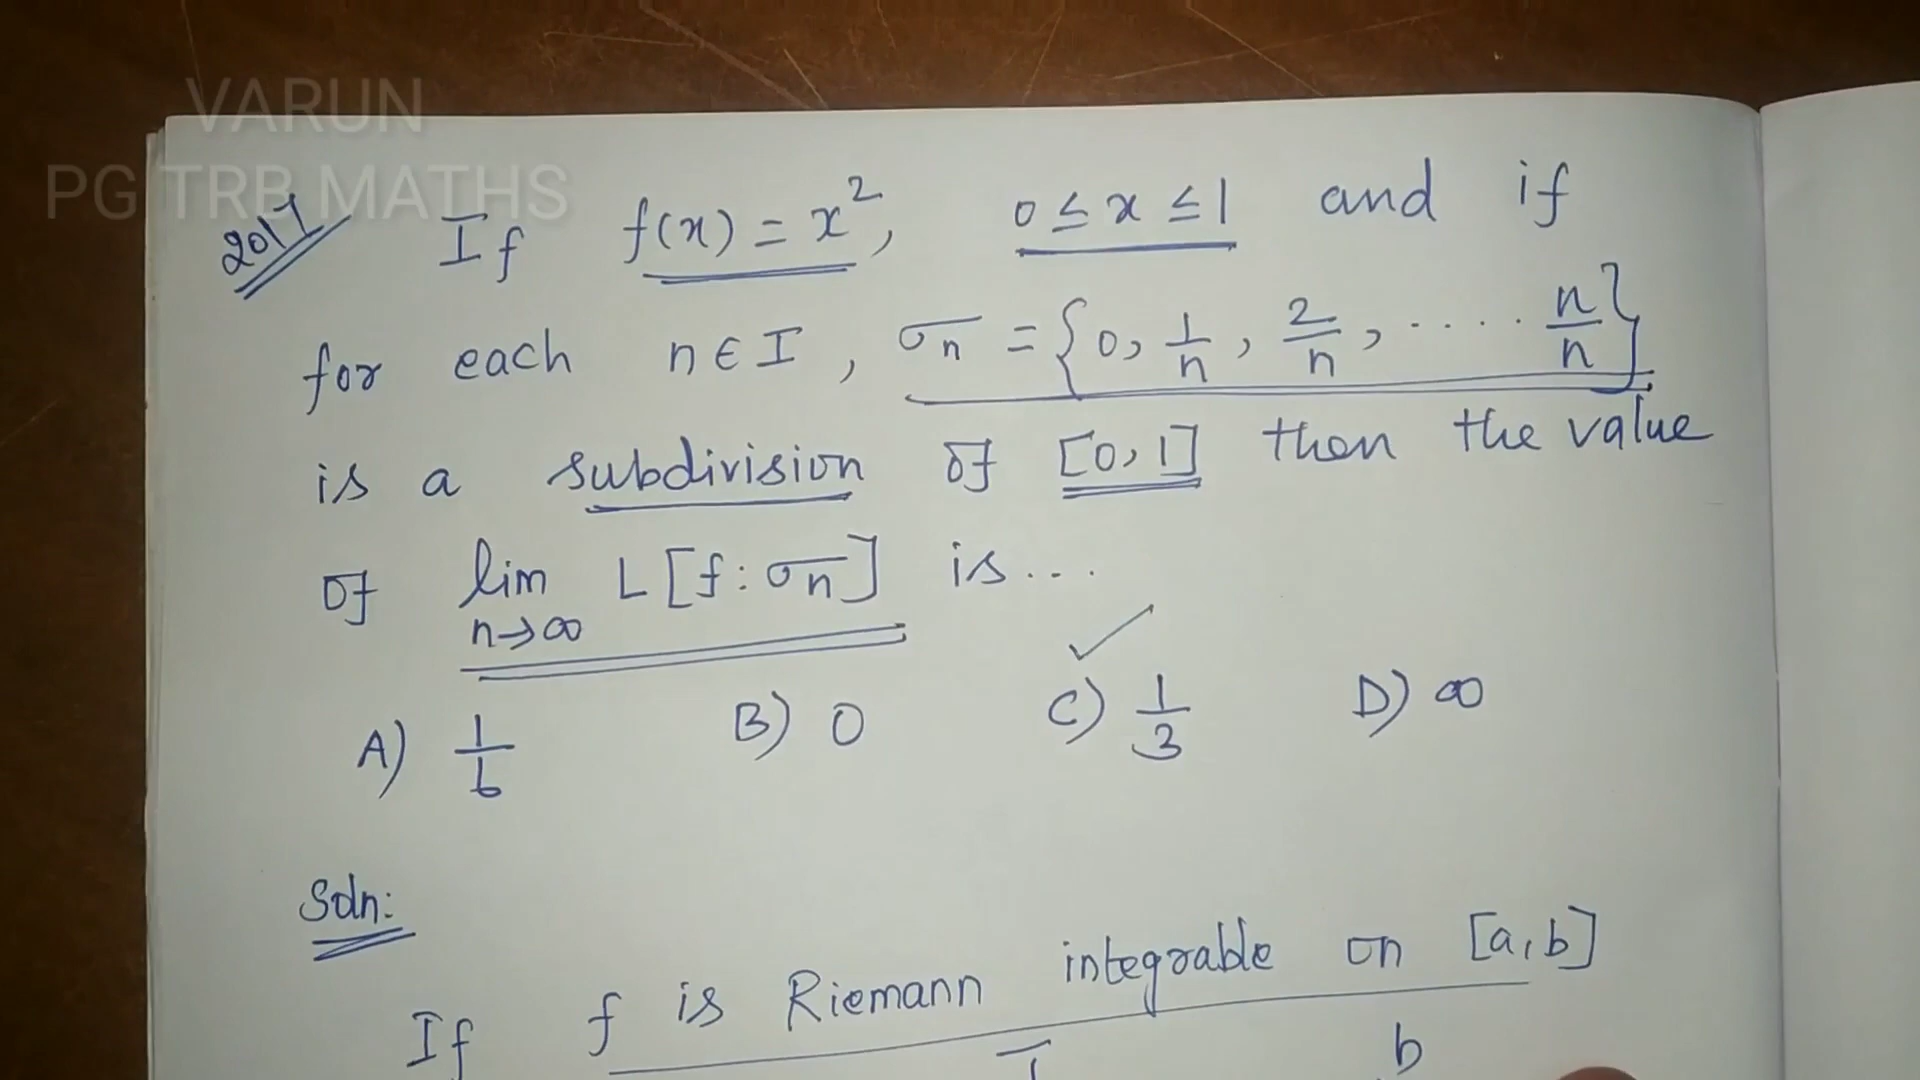 VARUN
PG TRB MATHS
2017 If f(x) = x², 0 ≤ x ≤ 1 and if
for each n ∈ I, σn = {0, 1/n, 2/n, ..... n/n}
is a subdivision of [0,1] then the value
of lim n→∞ L[f:σn] is...
A) 1/6 B) 0 C) 1/3 D) ∞
Soln:
If f is Riemann integrable on [a,b]
b